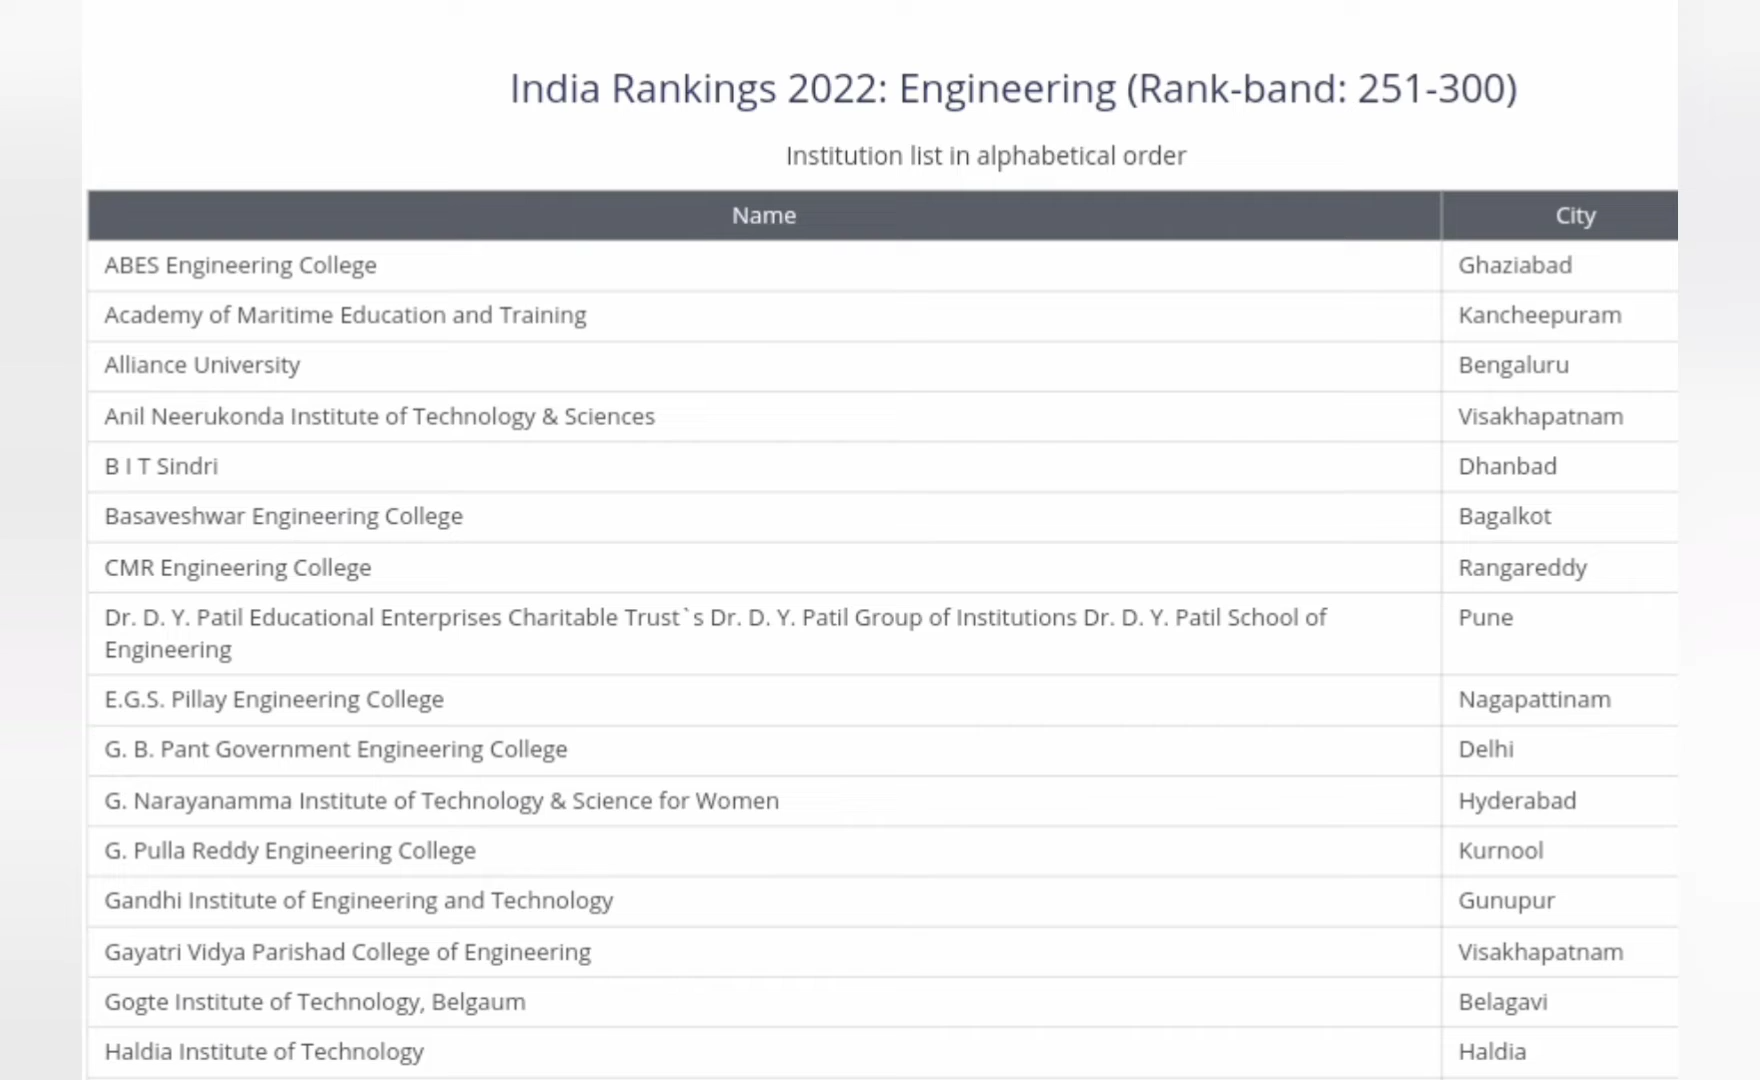 India Rankings 2022: Engineering (Rank-band: 251-300)
Institution list in alphabetical order
Name City
ABES Engineering College Ghaziabad
Academy of Maritime Education and Training Kancheepuram
Alliance University Bengaluru
Anil Neerukonda Institute of Technology & Sciences Visakhapatnam
B I T Sindri Dhanbad
Basaveshwar Engineering College Bagalkot
CMR Engineering College Rangareddy
Dr. D. Y. Patil Educational Enterprises Charitable Trust`s Dr. D. Y. Patil Group of Institutions Dr. D. Y. Patil School of Pune
Engineering
E.G.S. Pillay Engineering College Nagapattinam
G. B. Pant Government Engineering College Delhi
G. Narayanamma Institute of Technology & Science for Women Hyderabad
G. Pulla Reddy Engineering College Kurnool
Gandhi Institute of Engineering and Technology Gunupur
Gayatri Vidya Parishad College of Engineering Visakhapatnam
Gogte Institute of Technology, Belgaum Belagavi
Haldia Institute of Technology Haldia